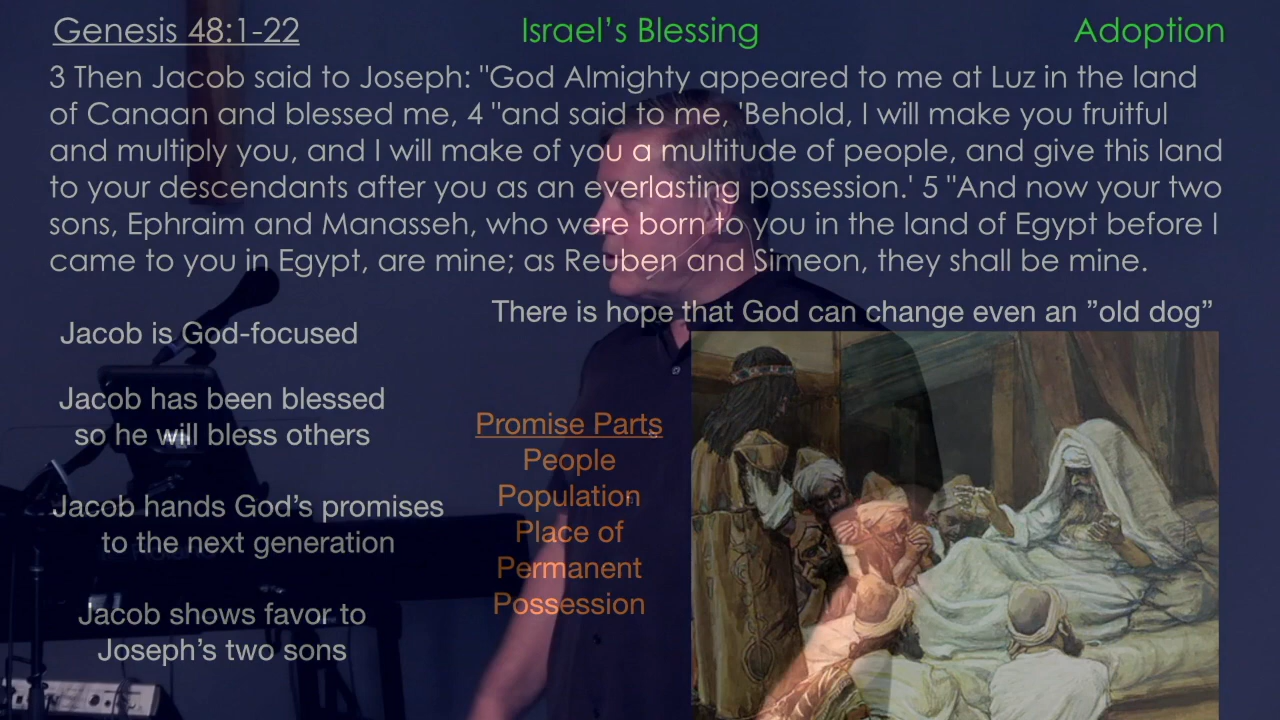 Genesis 48:1-22
Israel’s Blessing
Adoption
3 Then Jacob said to Joseph: "God Almighty appeared to me at Luz in the land
of Canaan and blessed me, 4 "and said to me, 'Behold, I will make you fruitful
and multiply you, and I will make of you a multitude of people, and give this land
to your descendants after you as an everlasting possession.' 5 "And now your two
sons, Ephraim and Manasseh, who were born to you in the land of Egypt before I
came to you in Egypt, are mine; as Reuben and Simeon, they shall be mine.
There is hope that God can change even an ”old dog”
Jacob is God-focused
Jacob has been blessed
so he will bless others
Jacob hands God’s promises
to the next generation
Jacob shows favor to
Joseph’s two sons
Promise Parts
People
Population
Place of
Permanent
Possession